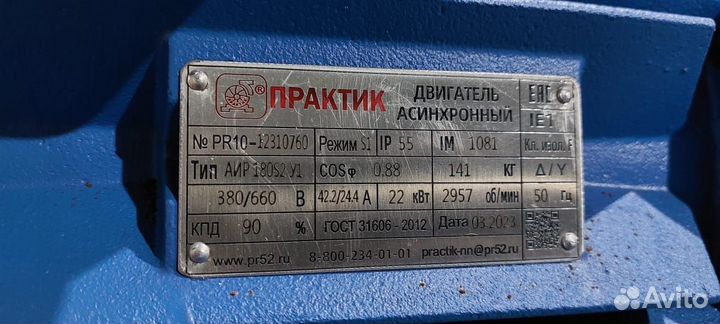 ® ПРАКТИК ДВИГАТЕЛЬ АСИНХРОННЫЙ EAC IE1
№ PR10-12310760 Режим S1 IP 55 IM 1081 Кл. изол. F
Тип АИР 180S2 У1 COSφ 0.88 141 кг Δ/Y
380/660 В 42.2/24.4 А 22 кВт 2957 об/мин 50 Гц
КПД 90 % ГОСТ 31606-2012 Дата 03.2023
www.pr52.ru 8-800-234-01-01 practik-nn@pr52.ru
Avito